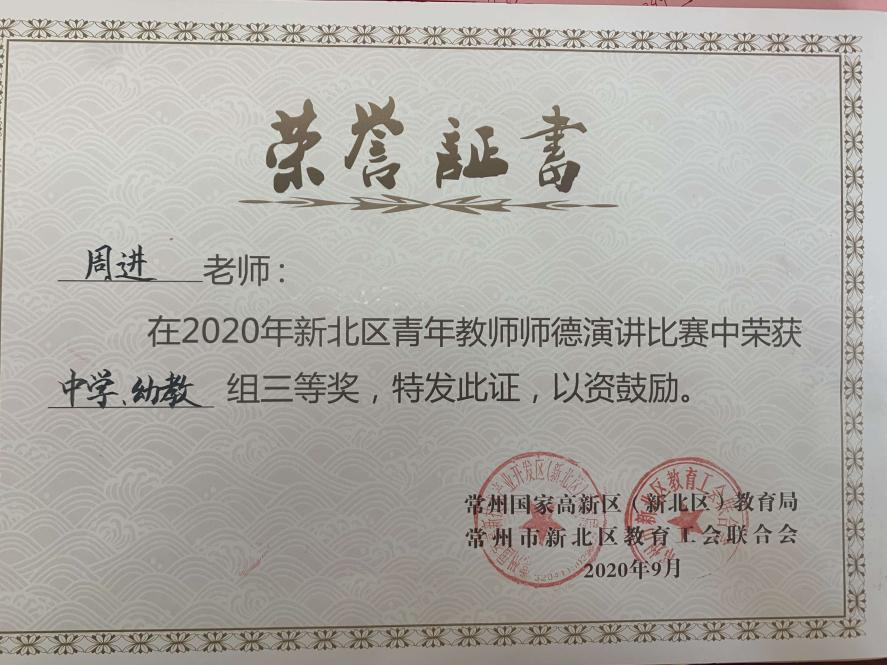 荣誉証書
周进 老师：
在2020年新北区青年教师师德演讲比赛中荣获
中学、幼教 组三等奖，特发此证，以资鼓励。
常州国家高新区（新北区）教育局
常州市新北区教育工会联合会
2020年9月